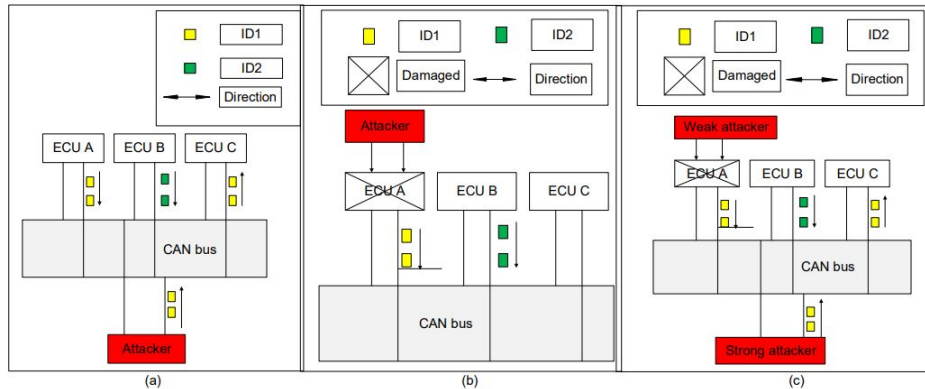 ID1
ID2
Direction
ECU A
ECU B
ECU C
CAN bus
Attacker
(a)
ID1
ID2
Damaged
Direction
Attacker
ECU A
ECU B
ECU C
CAN bus
(b)
ID1
ID2
Damaged
Direction
Weak attacker
ECU A
ECU B
ECU C
CAN bus
Strong attacker
(c)